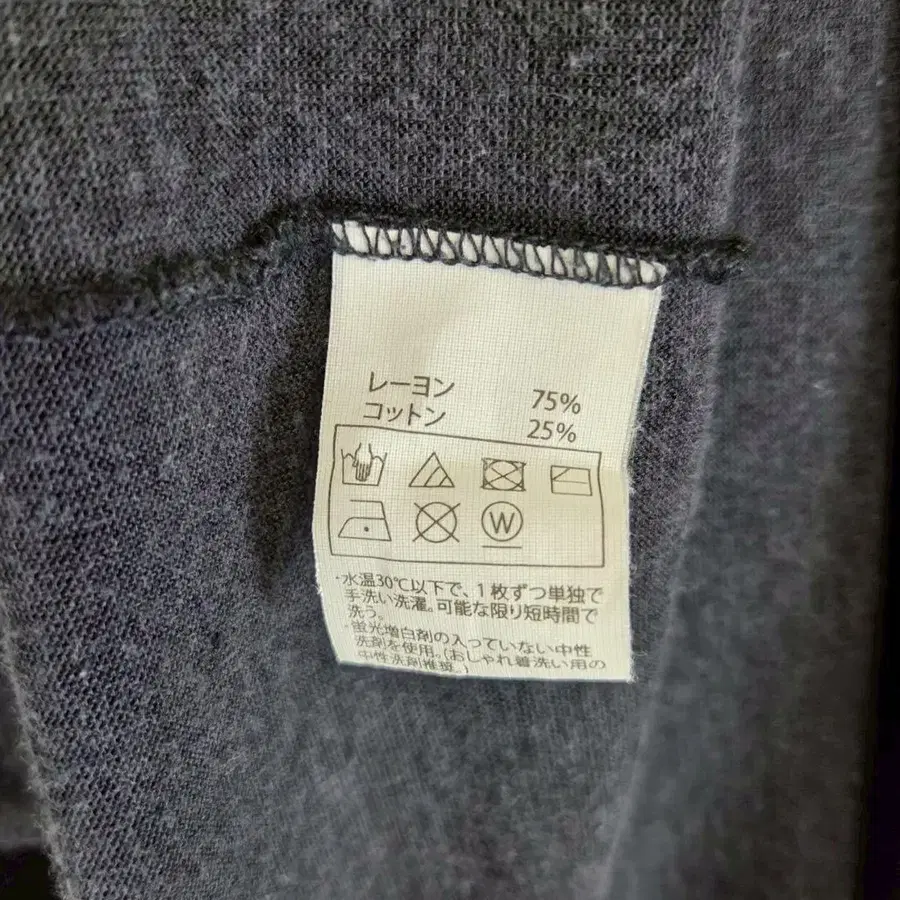 レーヨン 75%
コットン 25%
W
・水温30℃以下で、1枚ずつ単独で
手洗い洗濯。可能な限り短時間で
洗う。
・蛍光増白剤の入っていない中性
洗剤を使用。(おしゃれ着洗い用の
中性洗剤推奨。)